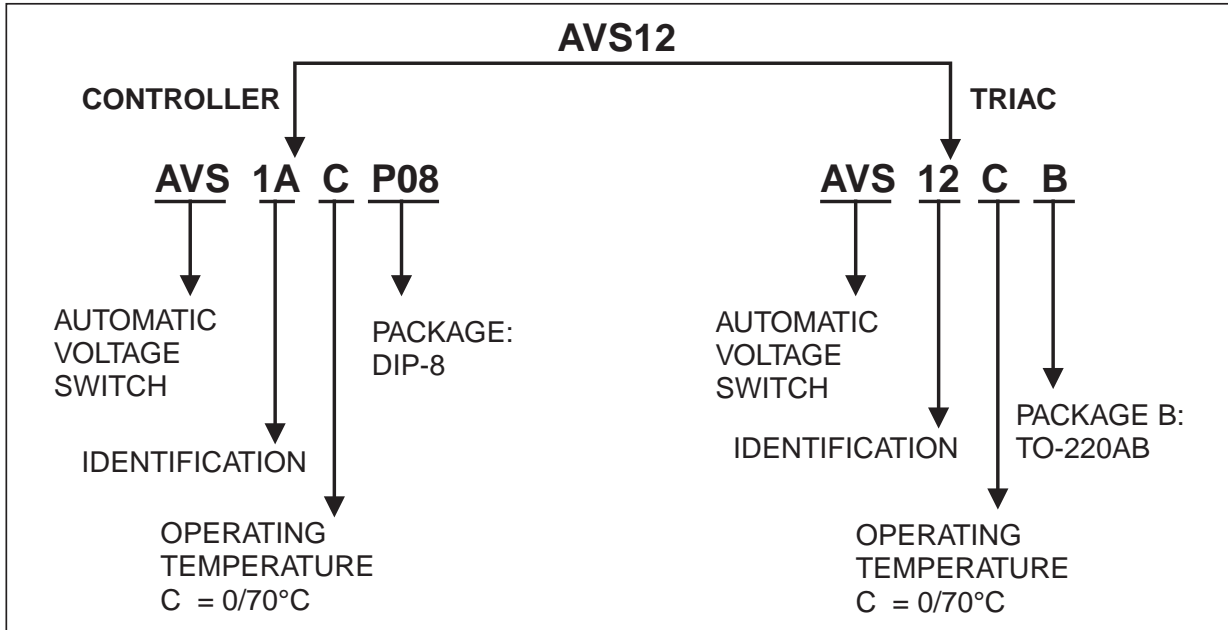 AVS12
CONTROLLER
TRIAC
AVS 1A C P08
AVS 12 C B
AUTOMATIC
VOLTAGE
SWITCH
PACKAGE:
DIP-8
IDENTIFICATION
OPERATING
TEMPERATURE
C = 0/70°C
AUTOMATIC
VOLTAGE
SWITCH
PACKAGE B:
TO-220AB
IDENTIFICATION
OPERATING
TEMPERATURE
C = 0/70°C